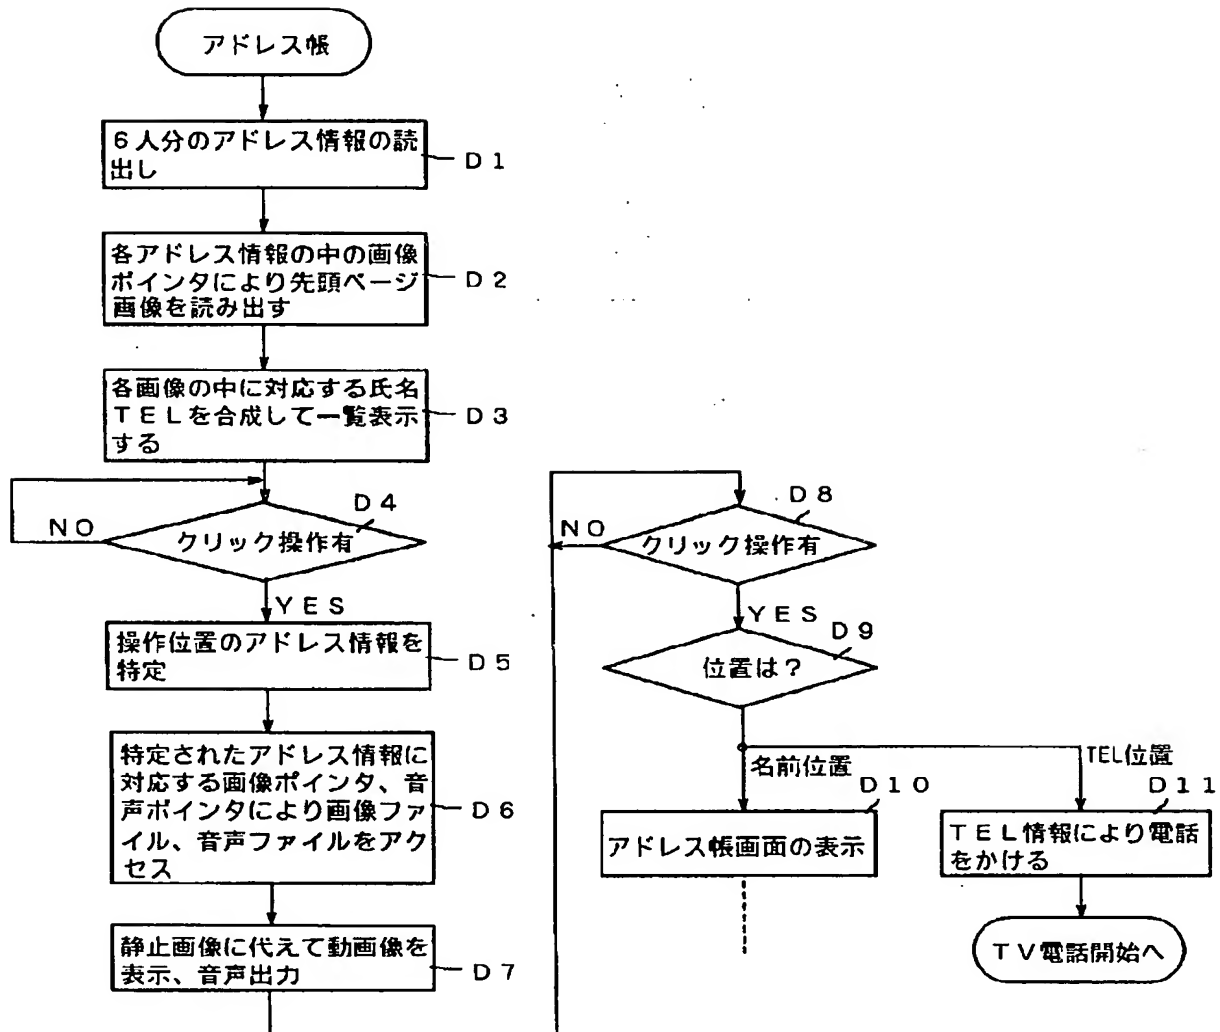 アドレス帳
6人分のアドレス情報の読
出し
D1
各アドレス情報の中の画像
ポインタにより先頭ページ
画像を読み出す
D2
各画像の中に対応する氏名
TELを合成して一覧表示
する
D3
D4
NO
クリック操作有
YES
操作位置のアドレス情報を
特定
D5
特定されたアドレス情報に
対応する画像ポインタ、音
声ポインタにより画像ファ
イル、音声ファイルをアク
セス
D6
静止画像に代えて動画像を
表示、音声出力
D7
D8
NO
クリック操作有
YES
D9
位置は?
名前位置
TEL位置
D10
アドレス帳画面の表示
D11
TEL情報により電話
をかける
TV電話開始へ